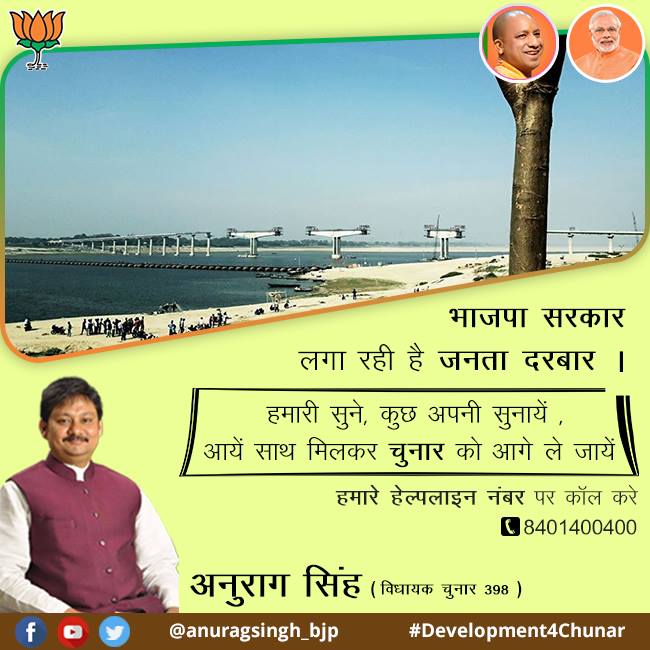 भाजपा सरकार
लगा रही है जनता दरबार ।
हमारी सुने, कुछ अपनी सुनायें ,
आयें साथ मिलकर चुनार को आगे ले जायें
हमारे हेल्पलाइन नंबर पर कॉल करे
8401400400
अनुराग सिंह ( विधायक चुनार 398 )
@anuragsingh_bjp #Development4Chunar